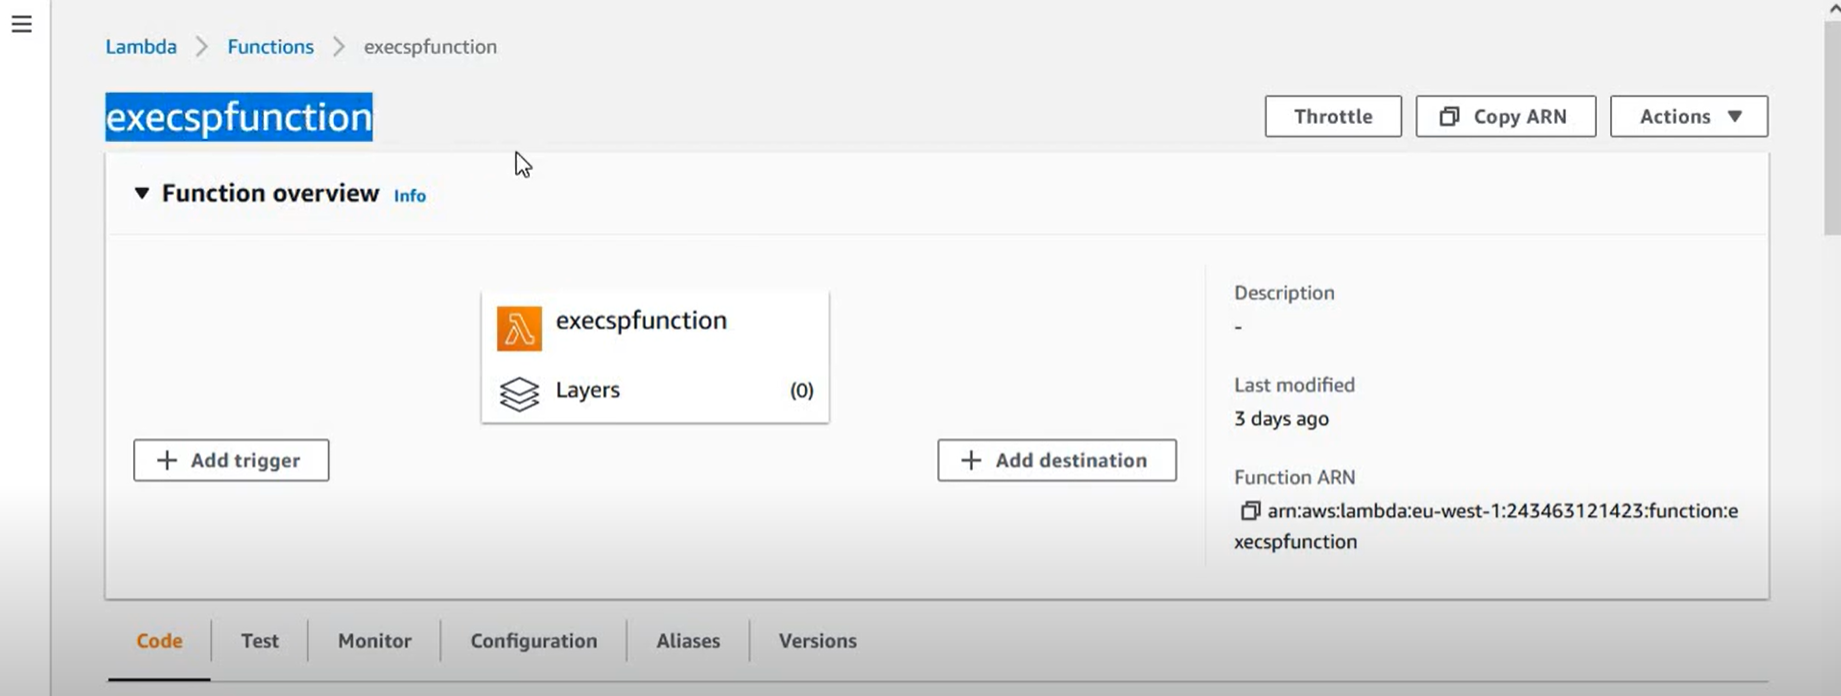 Lambda > Functions > execspfunction
execspfunction
Throttle
Copy ARN
Actions
Function overview Info
execspfunction
Layers (0)
+ Add trigger
+ Add destination
Description
-
Last modified
3 days ago
Function ARN
arn:aws:lambda:eu-west-1:243463121423:function:e
xecspfunction
Code
Test
Monitor
Configuration
Aliases
Versions